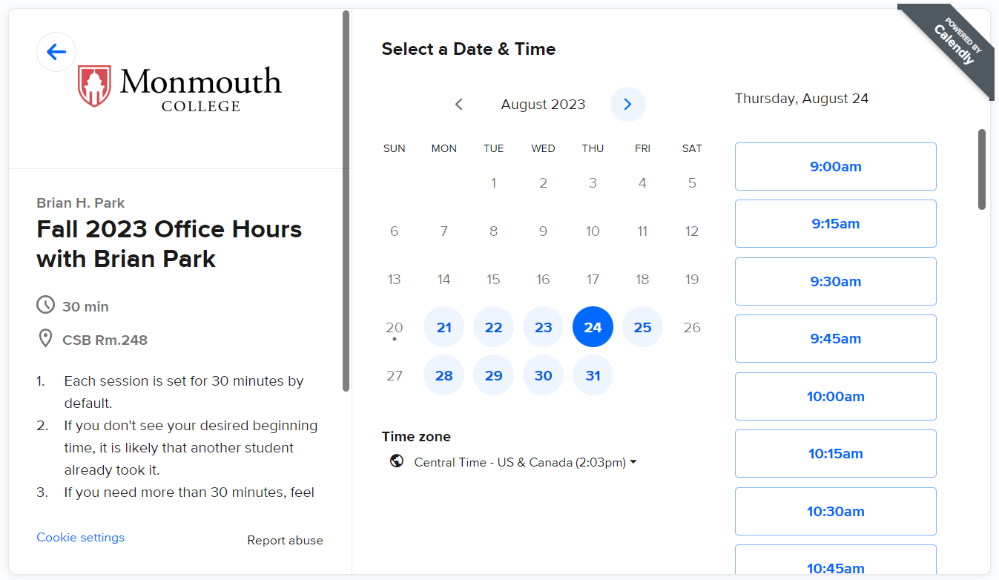 Monmouth
COLLEGE
Brian H. Park
Fall 2023 Office Hours
with Brian Park
30 min
CSB Rm.248
1. Each session is set for 30 minutes by
default.
2. If you don't see your desired beginning
time, it is likely that another student
already took it.
3. If you need more than 30 minutes, feel
Cookie settings
Report abuse
Select a Date & Time
POWERED BY
Calendly
August 2023
SUN MON TUE WED THU FRI SAT
1 2 3 4 5
6 7 8 9 10 11 12
13 14 15 16 17 18 19
20 21 22 23 24 25 26
27 28 29 30 31
Time zone
Central Time - US & Canada (2:03pm)
Thursday, August 24
9:00am
9:15am
9:30am
9:45am
10:00am
10:15am
10:30am
10:45am